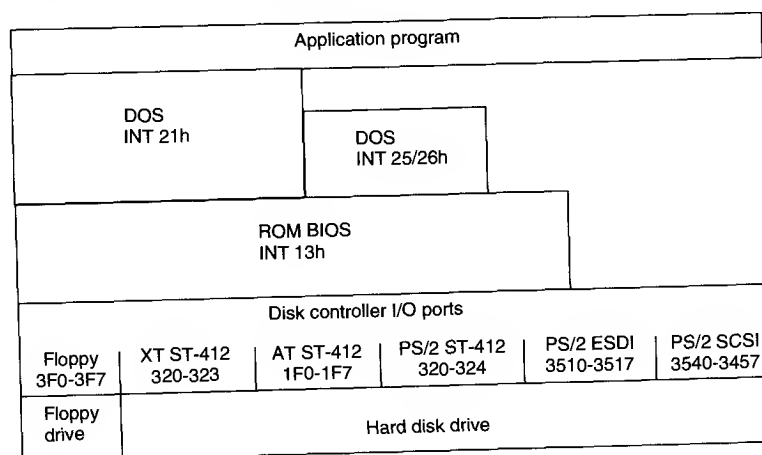 Application program
DOS
INT 21h
DOS
INT 25/26h
ROM BIOS
INT 13h
Disk controller I/O ports
Floppy XT ST-412 AT ST-412 PS/2 ST-412 PS/2 ESDI PS/2 SCSI
3F0-3F7 320-323 1F0-1F7 320-324 3510-3517 3540-3457
Floppy
drive
Hard disk drive